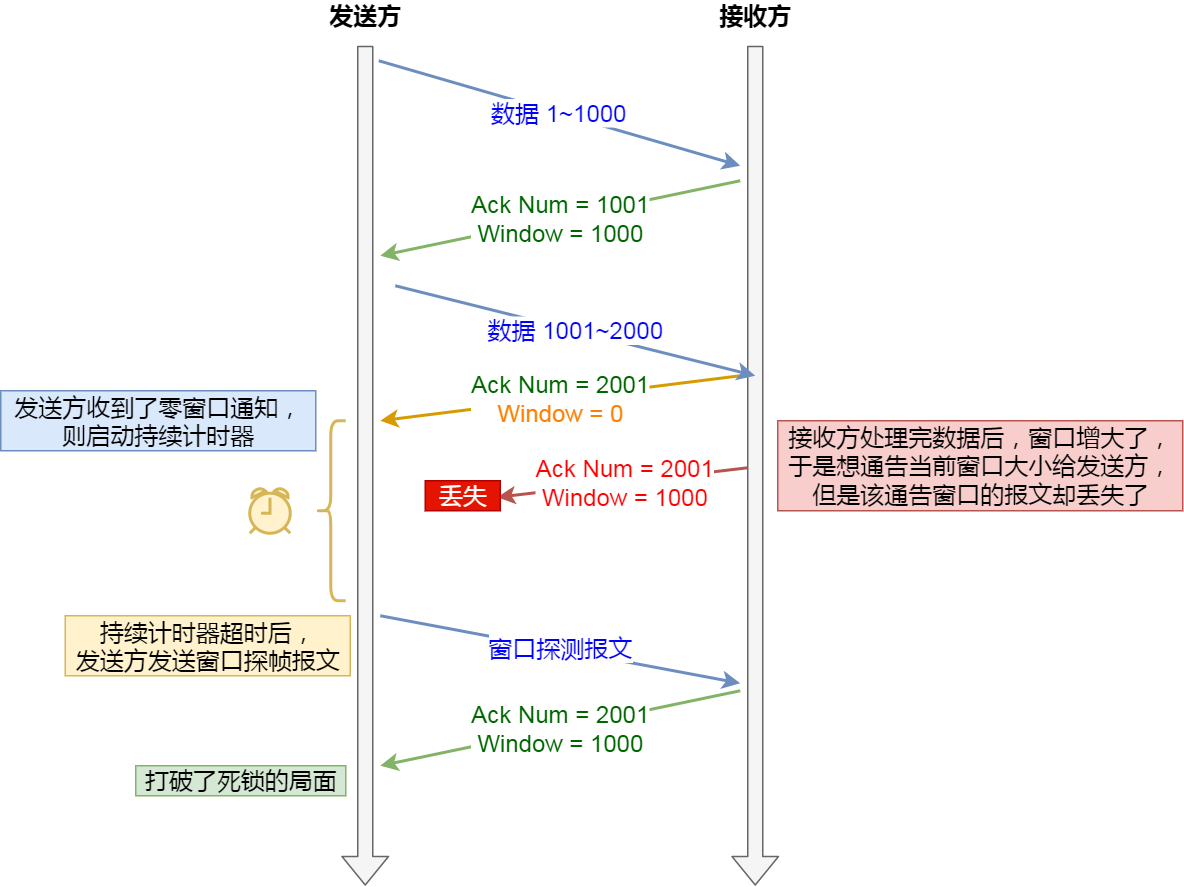 发送方
接收方
数据 1~1000
Ack Num = 1001
Window = 1000
数据 1001~2000
Ack Num = 2001
Window = 0
发送方收到了零窗口通知，
则启动持续计时器
接收方处理完数据后，窗口增大了，
于是想通告当前窗口大小给发送方，
但是该通告窗口的报文却丢失了
Ack Num = 2001
Window = 1000
丢失
持续计时器超时后，
发送方发送窗口探帧报文
窗口探测报文
Ack Num = 2001
Window = 1000
打破了死锁的局面